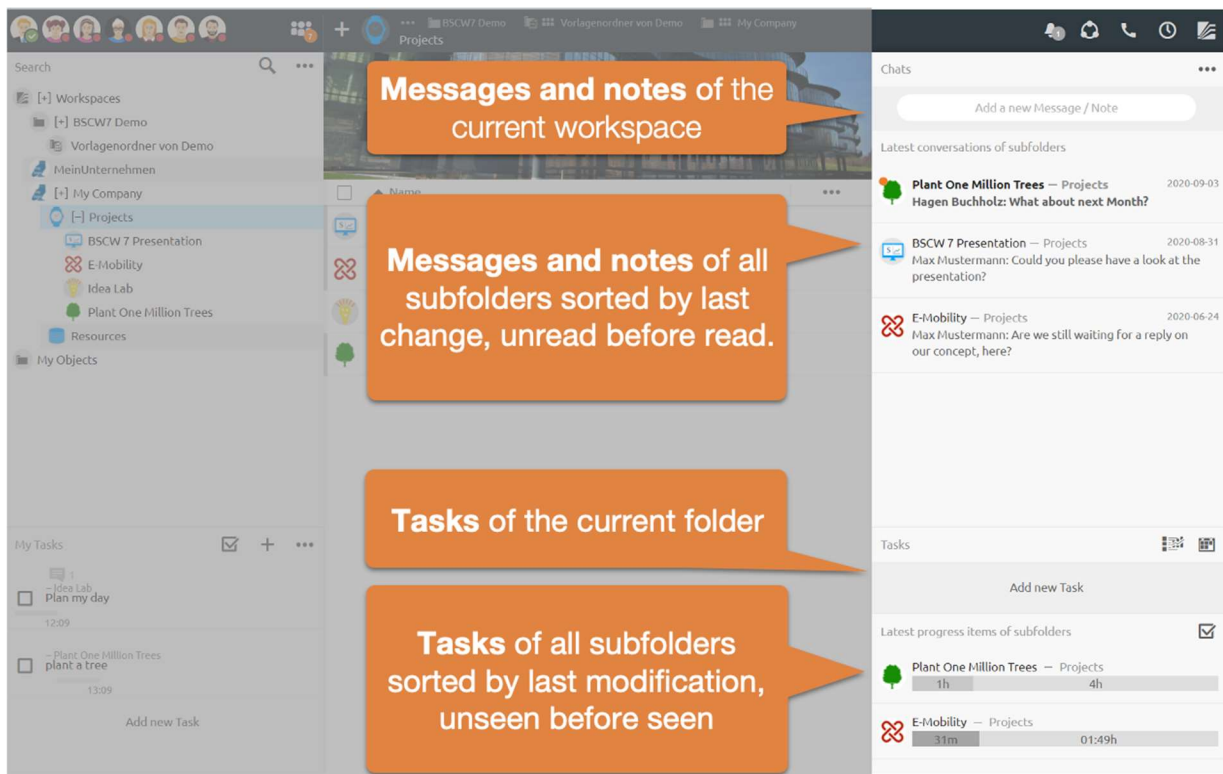 + ••• BSCW7 Demo Vorlagenordner von Demo My Company
Projects
Search •••
[+] Workspaces
[+] BSCW7 Demo
Vorlagenordner von Demo
MeinUnternehmen
[+] My Company
[−] Projects
BSCW 7 Presentation
E-Mobility
Idea Lab
Plant One Million Trees
Resources
My Objects
My Tasks + •••
1
– Idea Lab
Plan my day
12:09
– Plant One Million Trees
plant a tree
13:09
Add new Task
Name •••
Messages and notes of the
current workspace
Messages and notes of all
subfolders sorted by last
change, unread before read.
Tasks of the current folder
Tasks of all subfolders
sorted by last modification,
unseen before seen
1
Chats •••
Add a new Message / Note
Latest conversations of subfolders
Plant One Million Trees — Projects 2020-09-03
Hagen Buchholz: What about next Month?
BSCW 7 Presentation — Projects 2020-08-31
Max Mustermann: Could you please have a look at the
presentation?
E-Mobility — Projects 2020-06-24
Max Mustermann: Are we still waiting for a reply on
our concept, here?
Tasks
Add new Task
Latest progress items of subfolders
Plant One Million Trees — Projects
1h 4h
E-Mobility — Projects
31m 01:49h